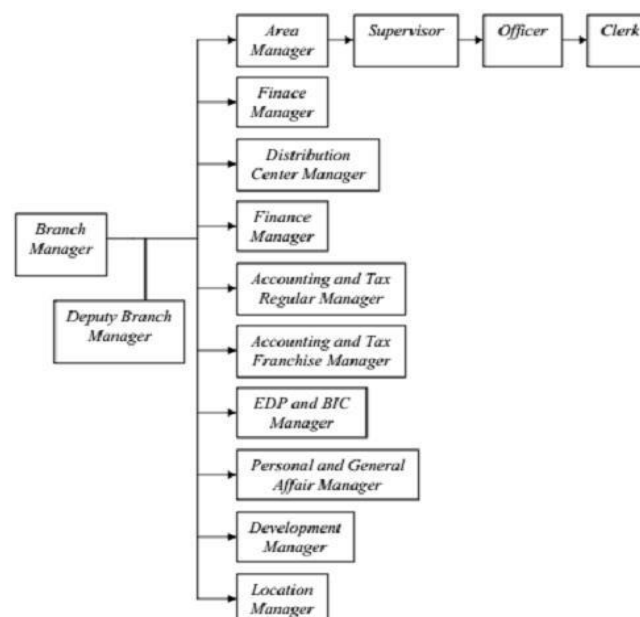 Area
Manager
Supervisor
Officer
Clerk
Finace
Manager
Distribution
Center Manager
Branch
Manager
Finance
Manager
Deputy Branch
Manager
Accounting and Tax
Regular Manager
Accounting and Tax
Franchise Manager
EDP and BIC
Manager
Personal and General
Affair Manager
Development
Manager
Location
Manager